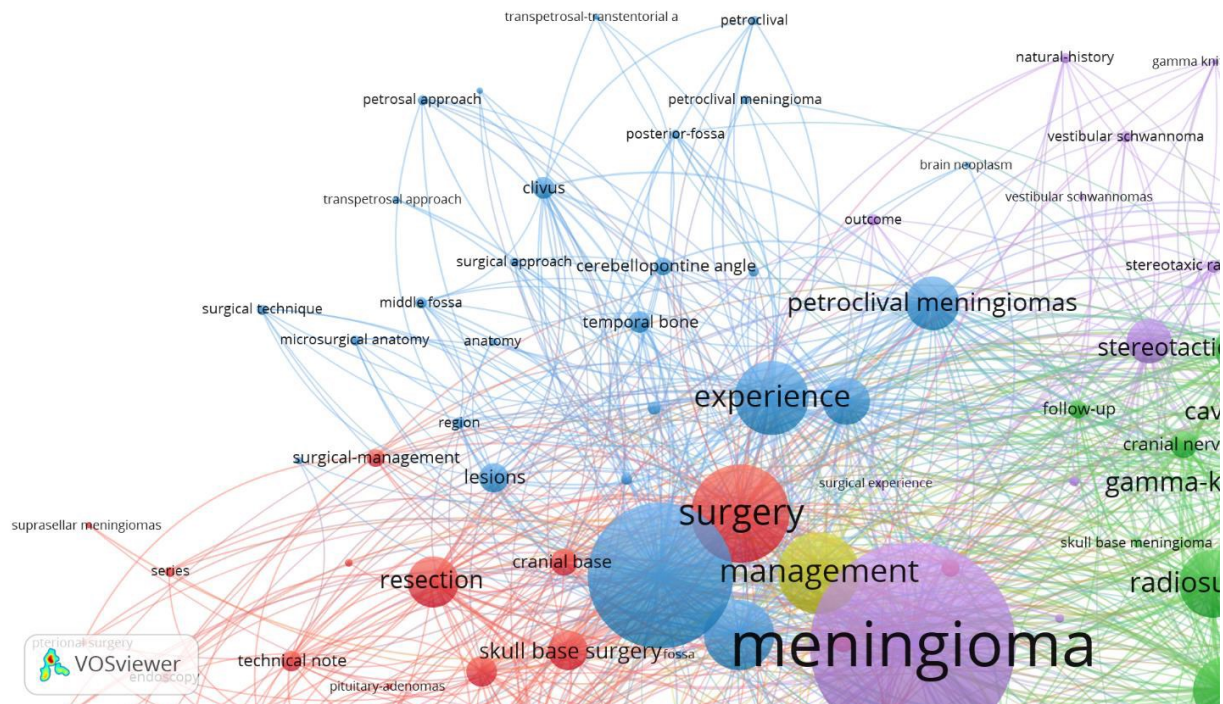 transpetrosal-transtentorial a
petroclival
natural-history
gamma kni
petrosal approach
petroclival meningioma
posterior-fossa
vestibular schwannoma
brain neoplasm
clivus
transpetrosal approach
vestibular schwannomas
outcome
surgical approach
cerebellopontine angle
stereotaxic ra
middle fossa
petroclival meningiomas
surgical technique
temporal bone
microsurgical anatomy
anatomy
stereotactic
experience
follow-up
cav
region
cranial nerv
surgical-management
lesions
gamma-k
surgical experience
surgery
suprasellar meningiomas
skull base meningioma
cranial base
series
management
resection
radiosu
pterional surgery
meningioma
skull base surgery
fossa
technical note
VOSviewer
endoscopy
pituitary-adenomas